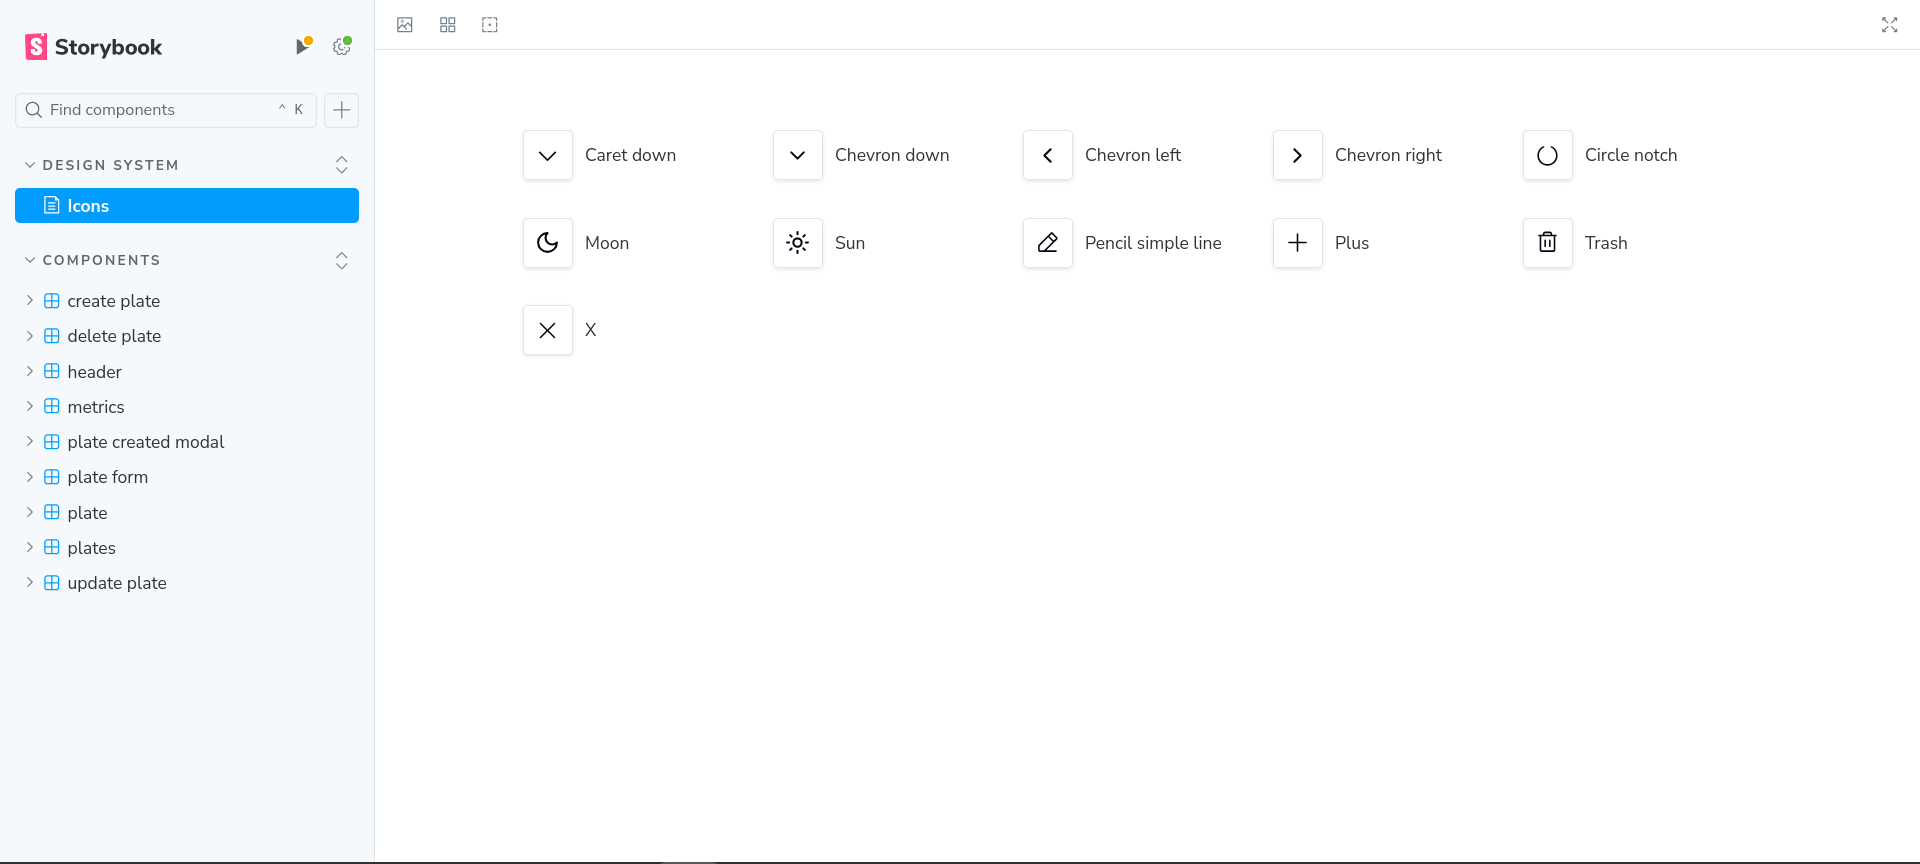 Storybook
Find components
^ K
DESIGN SYSTEM
Icons
COMPONENTS
create plate
delete plate
header
metrics
plate created modal
plate form
plate
plates
update plate
Caret down
Chevron down
Chevron left
Chevron right
Circle notch
Moon
Sun
Pencil simple line
Plus
Trash
X